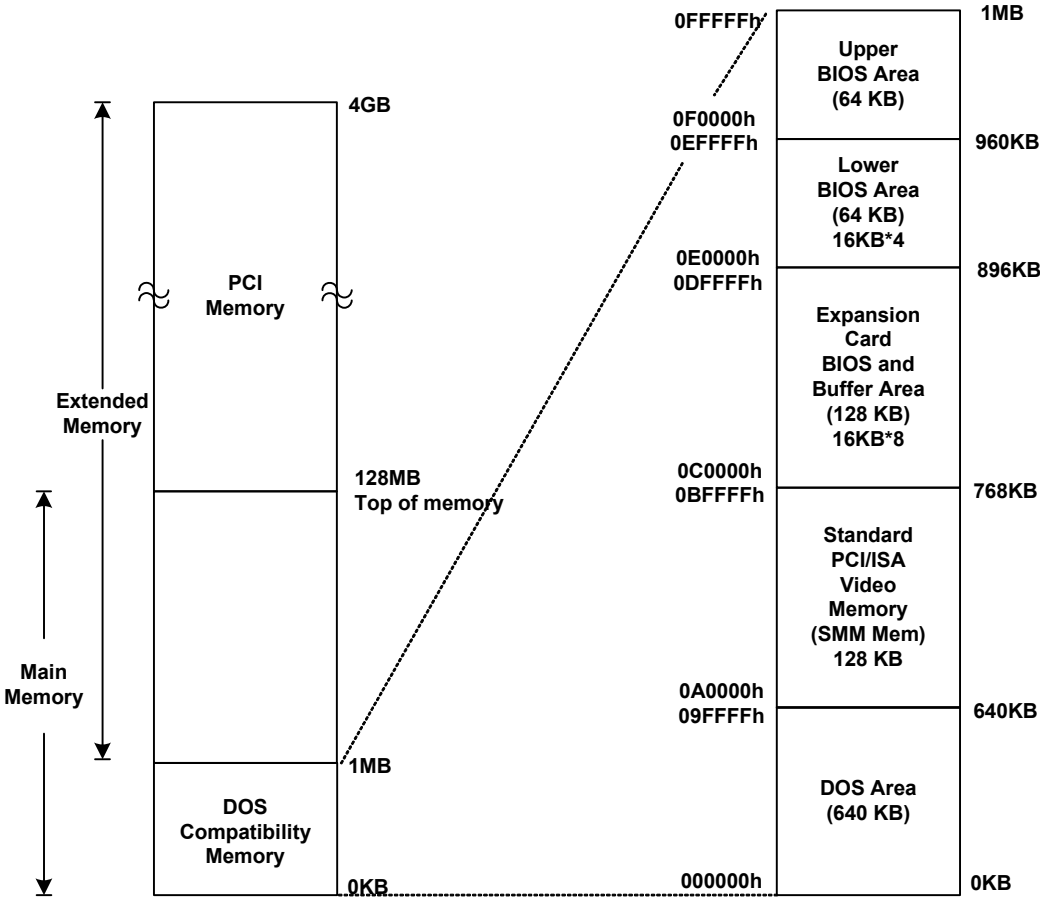 4GB
PCI
Memory
Extended
Memory
128MB
Top of memory
Main
Memory
1MB
DOS
Compatibility
Memory
0KB
0FFFFFh
1MB
Upper
BIOS Area
(64 KB)
0F0000h
0EFFFFh
960KB
Lower
BIOS Area
(64 KB)
16KB*4
0E0000h
0DFFFFh
896KB
Expansion
Card
BIOS and
Buffer Area
(128 KB)
16KB*8
0C0000h
0BFFFFh
768KB
Standard
PCI/ISA
Video
Memory
(SMM Mem)
128 KB
0A0000h
09FFFFh
640KB
DOS Area
(640 KB)
000000h
0KB